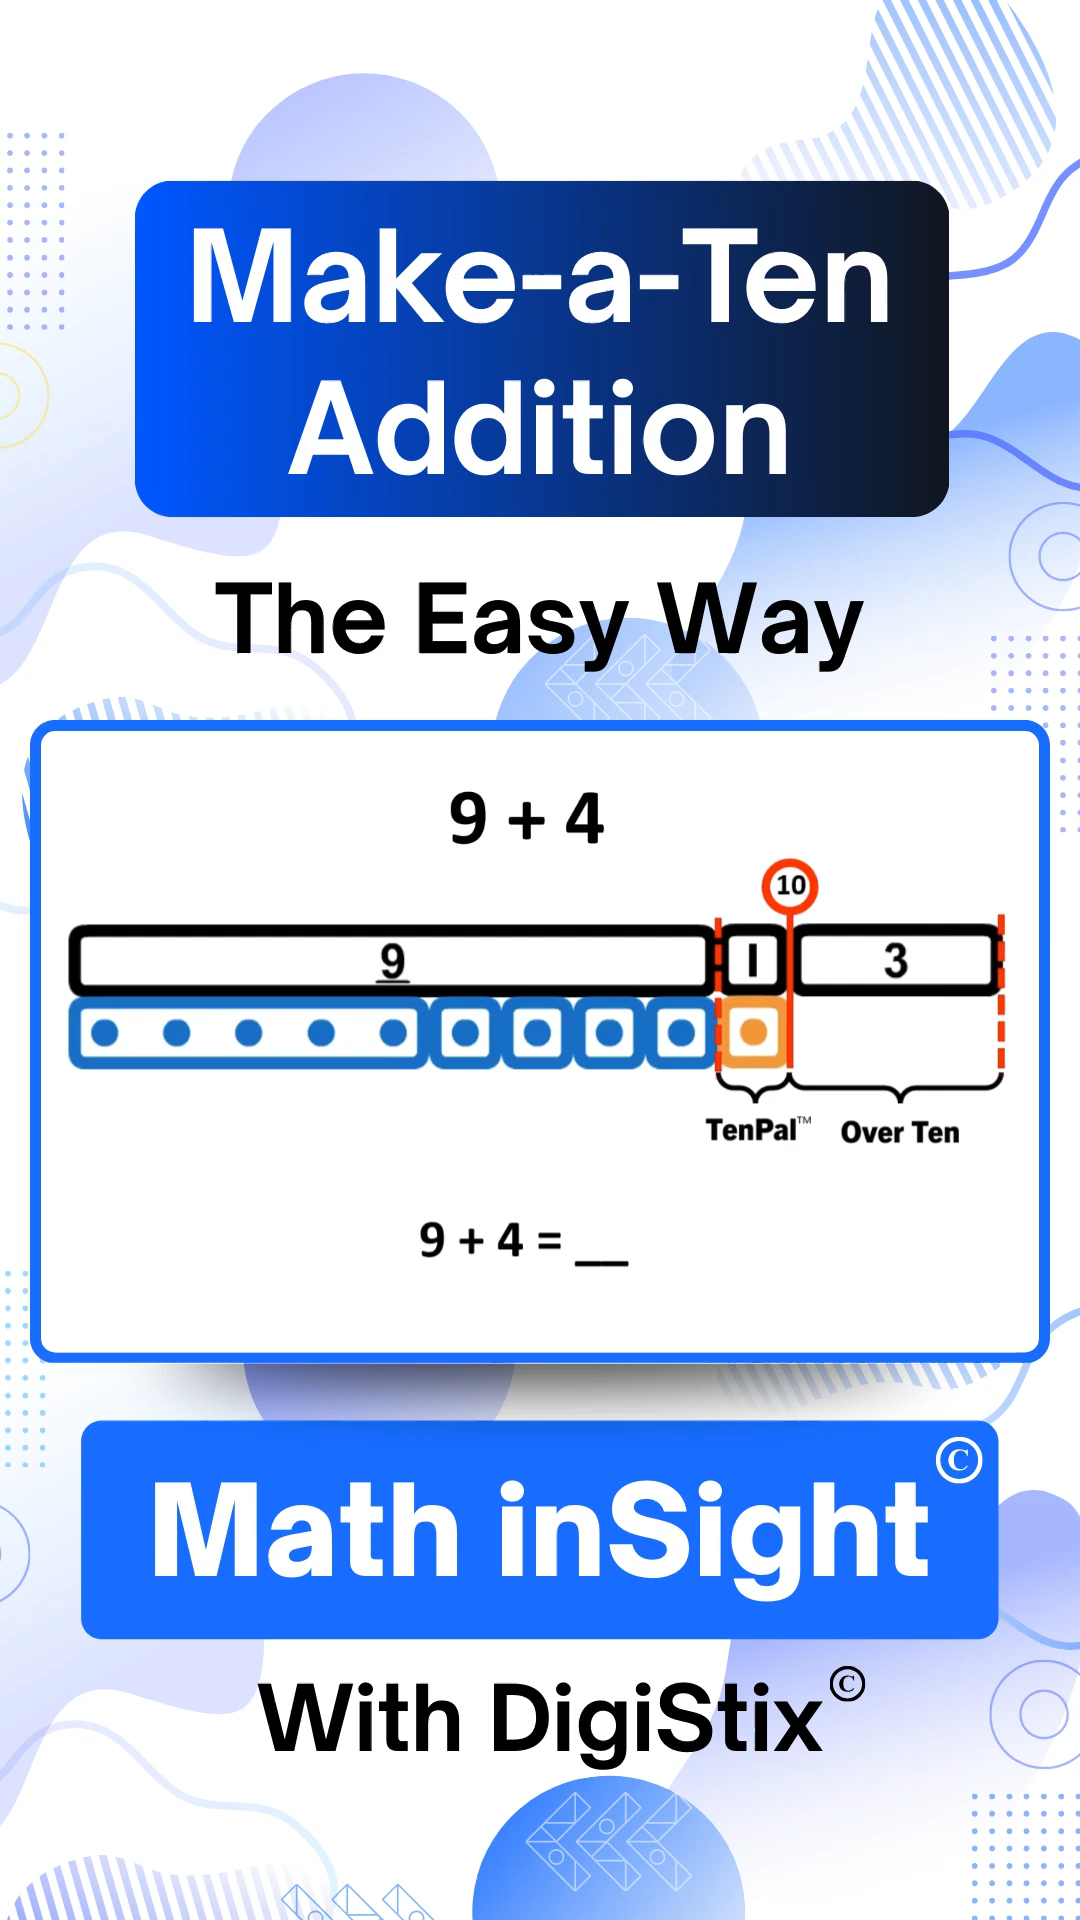 Make-a-Ten
Addition
The Easy Way
9 + 4
10
9 1 3
TenPal™ Over Ten
9 + 4 = __
Math inSight©
With DigiStix©